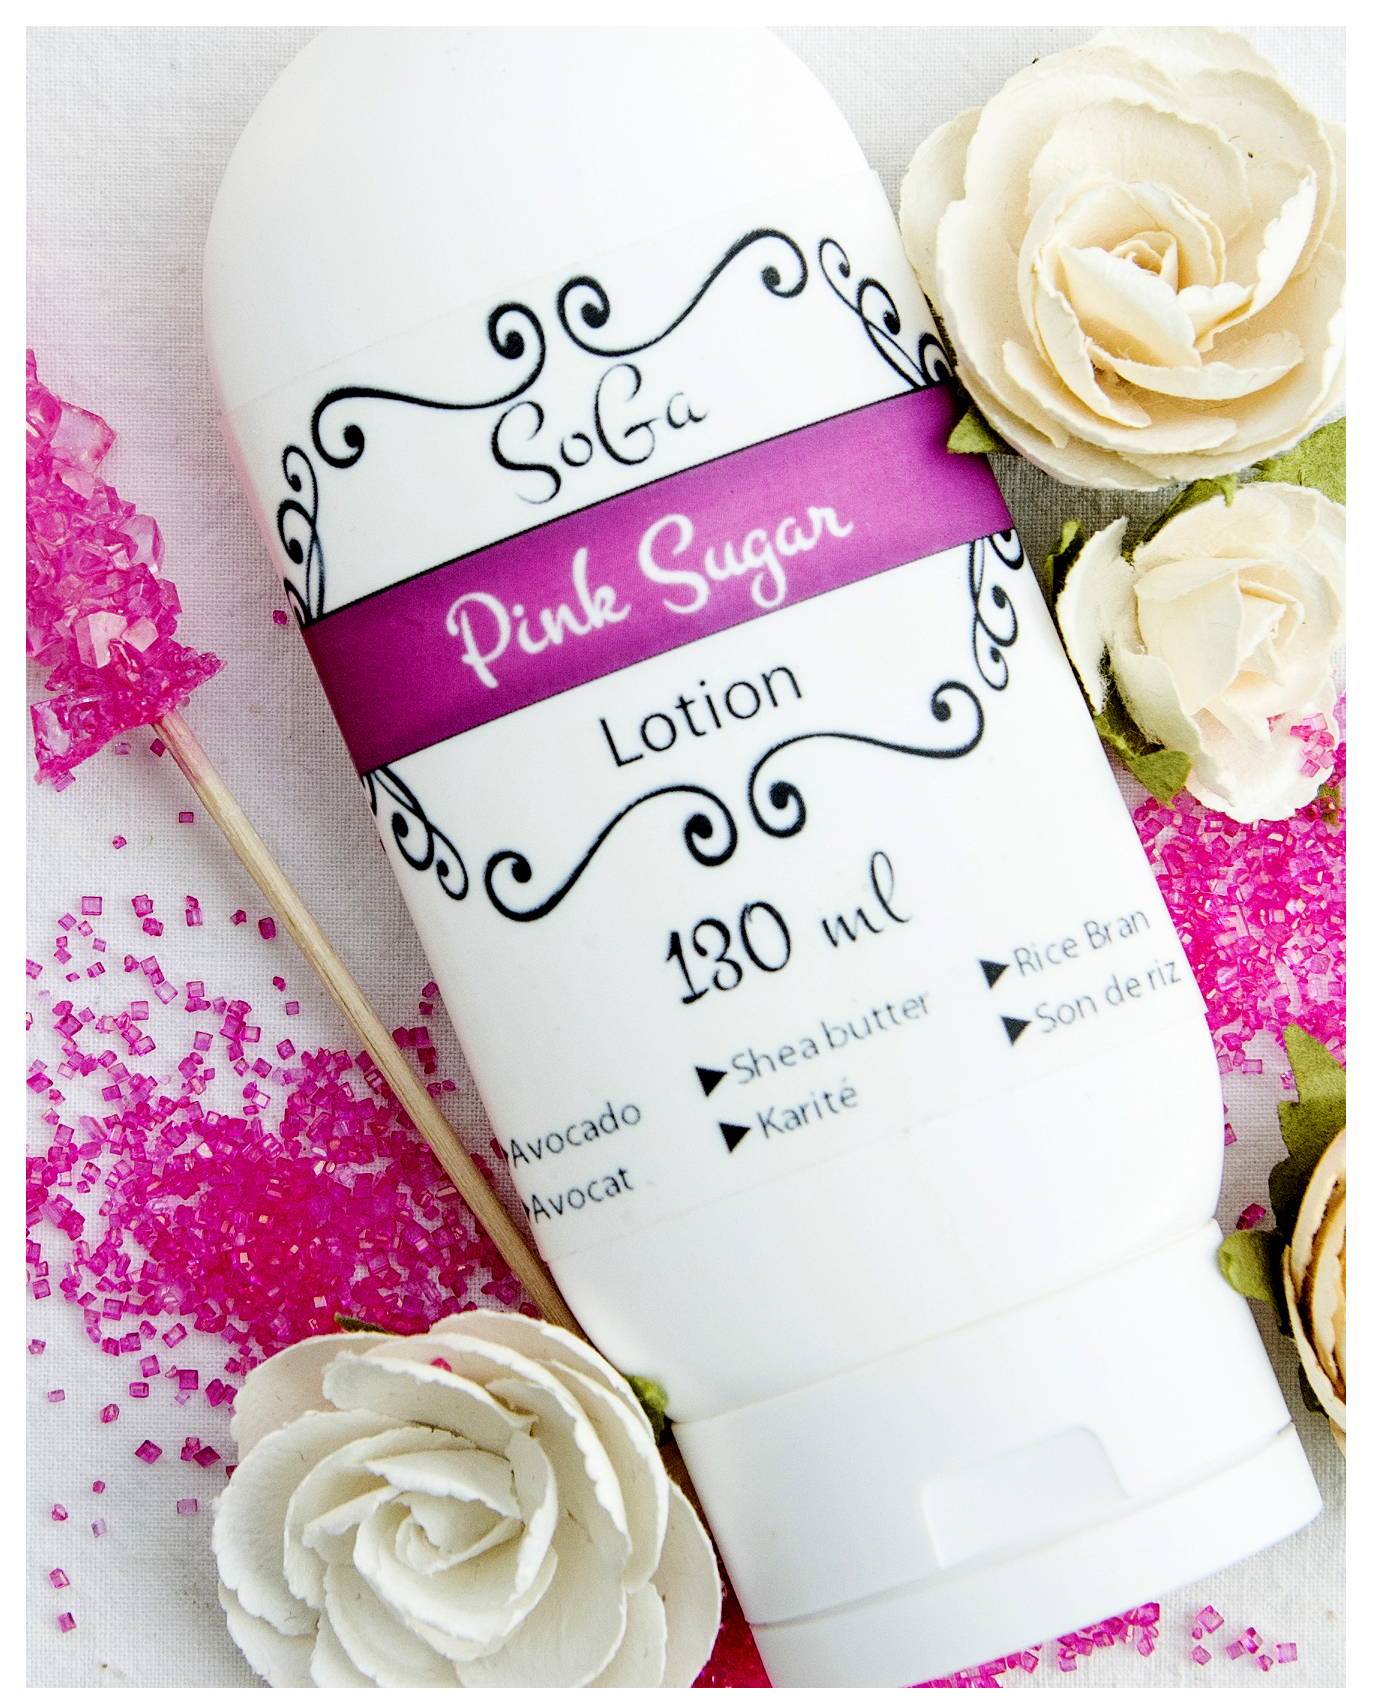 SoGa
Pink Sugar
Lotion
130 ml
Avocado
Avocat
Shea butter
Karité
Rice Bran
Son de riz